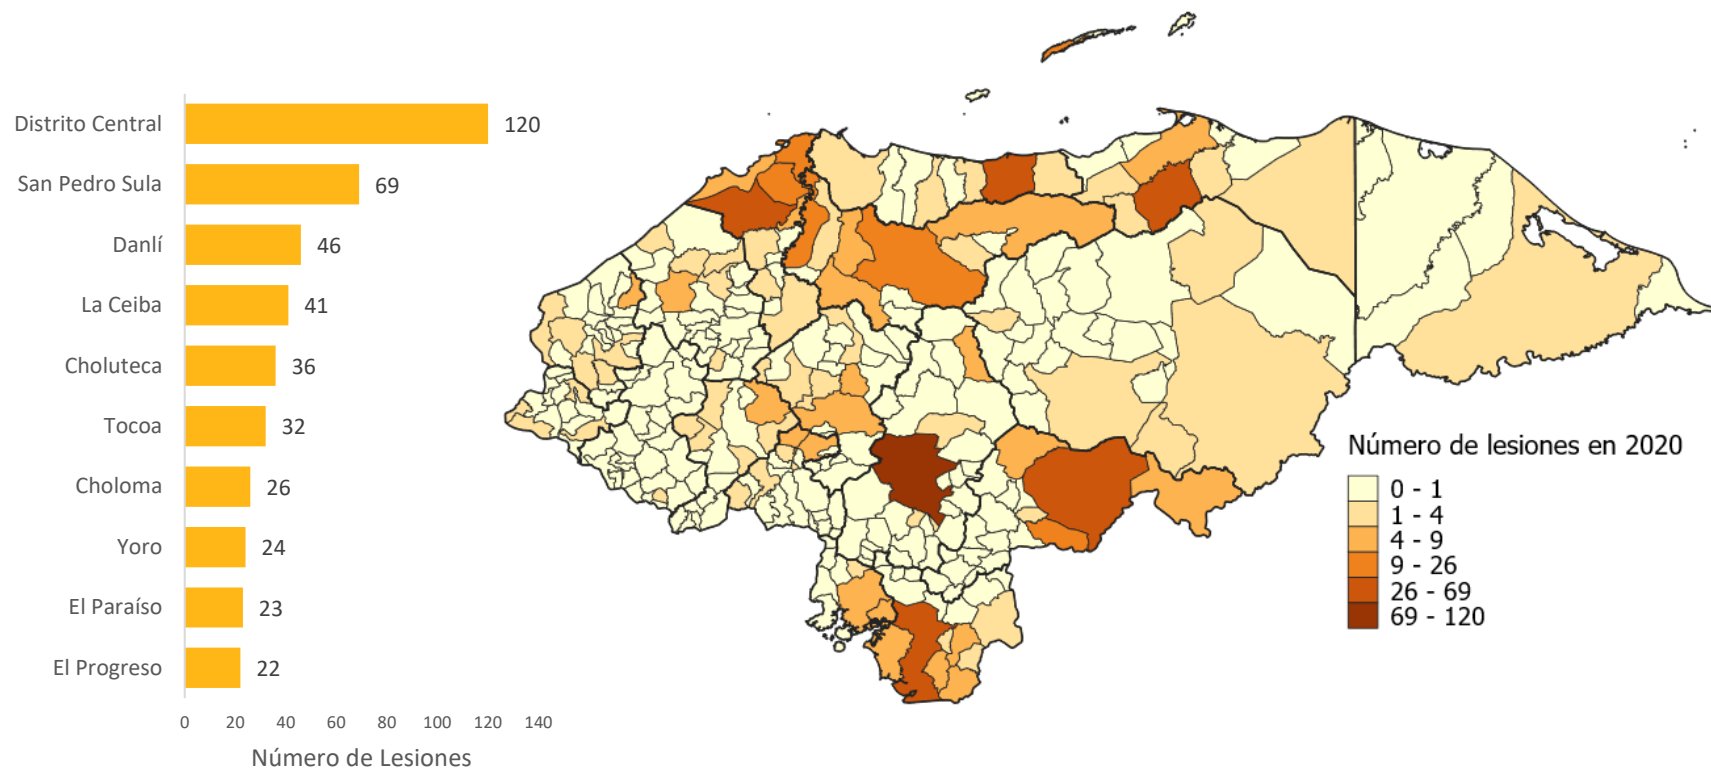 Distrito Central 120
San Pedro Sula 69
Danlí 46
La Ceiba 41
Choluteca 36
Tocoa 32
Choloma 26
Yoro 24
El Paraíso 23
El Progreso 22
0 20 40 60 80 100 120 140
Número de Lesiones
Número de lesiones en 2020
0 - 1
1 - 4
4 - 9
9 - 26
26 - 69
69 - 120